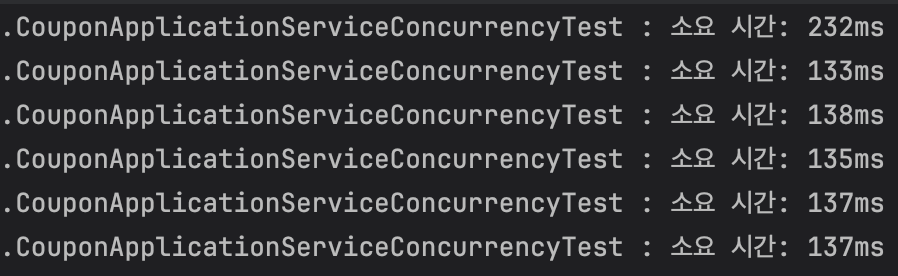 .CouponApplicationServiceConcurrencyTest : 소요 시간: 232ms
.CouponApplicationServiceConcurrencyTest : 소요 시간: 133ms
.CouponApplicationServiceConcurrencyTest : 소요 시간: 138ms
.CouponApplicationServiceConcurrencyTest : 소요 시간: 135ms
.CouponApplicationServiceConcurrencyTest : 소요 시간: 137ms
.CouponApplicationServiceConcurrencyTest : 소요 시간: 137ms